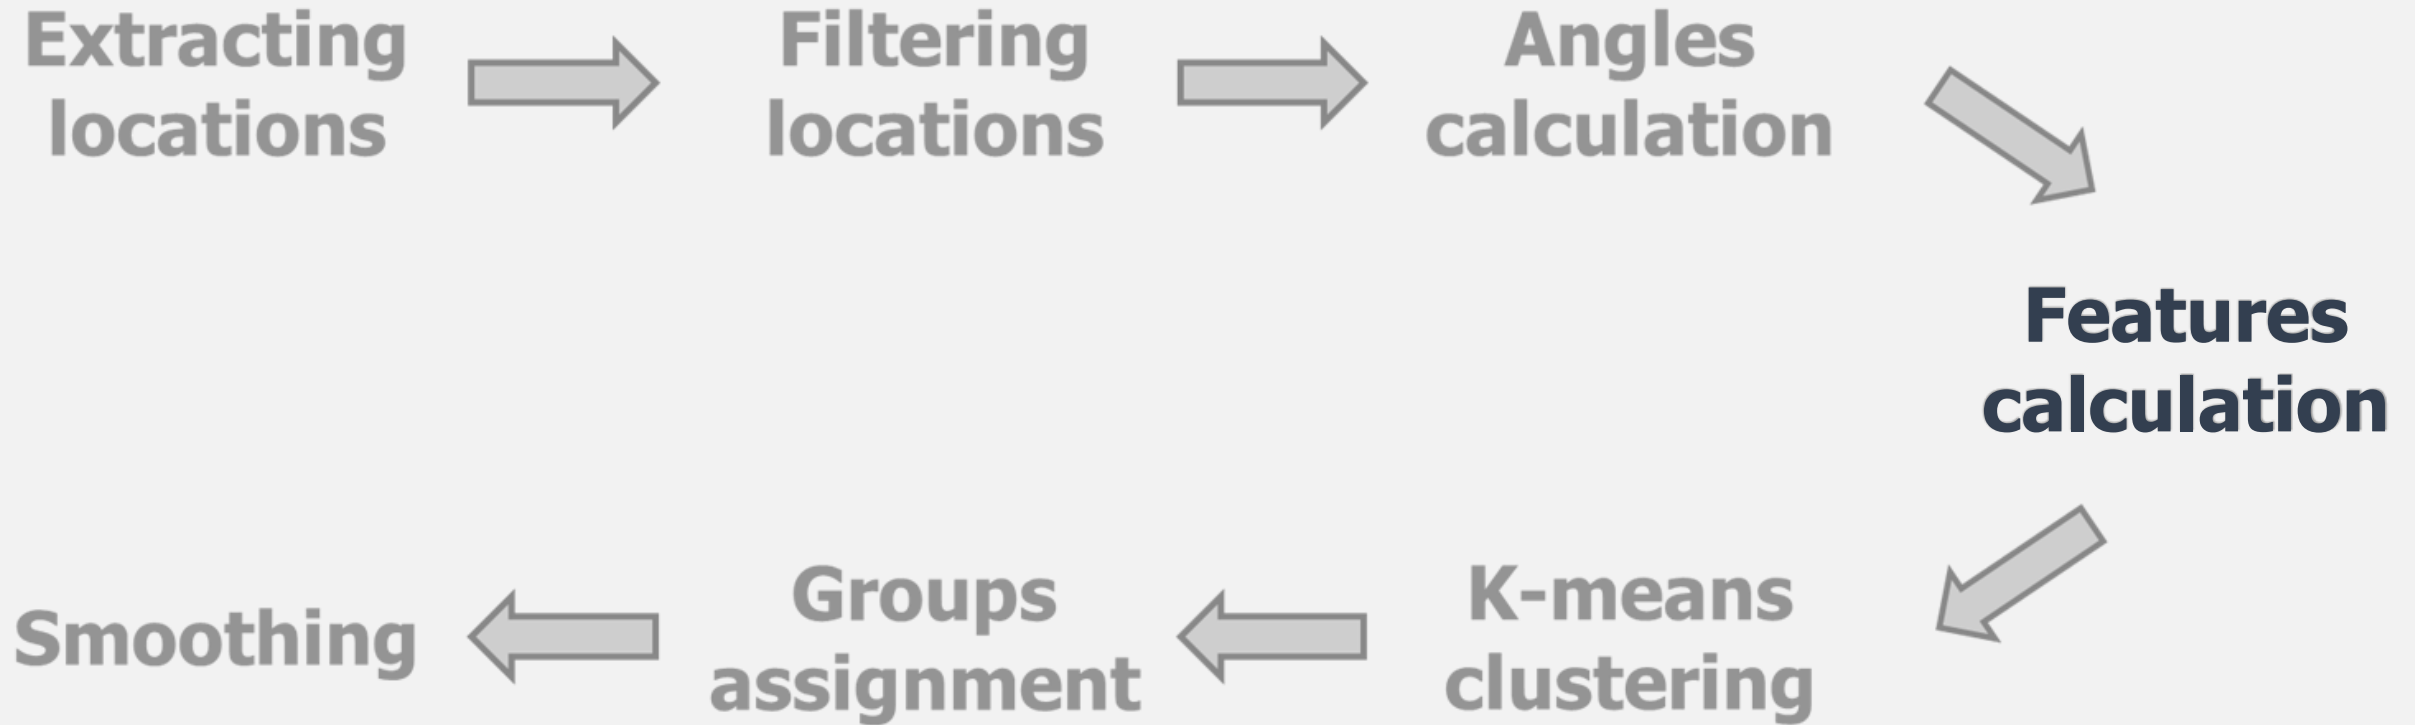 Extracting
locations
Filtering
locations
Angles
calculation
Features
calculation
K-means
clustering
Groups
assignment
Smoothing